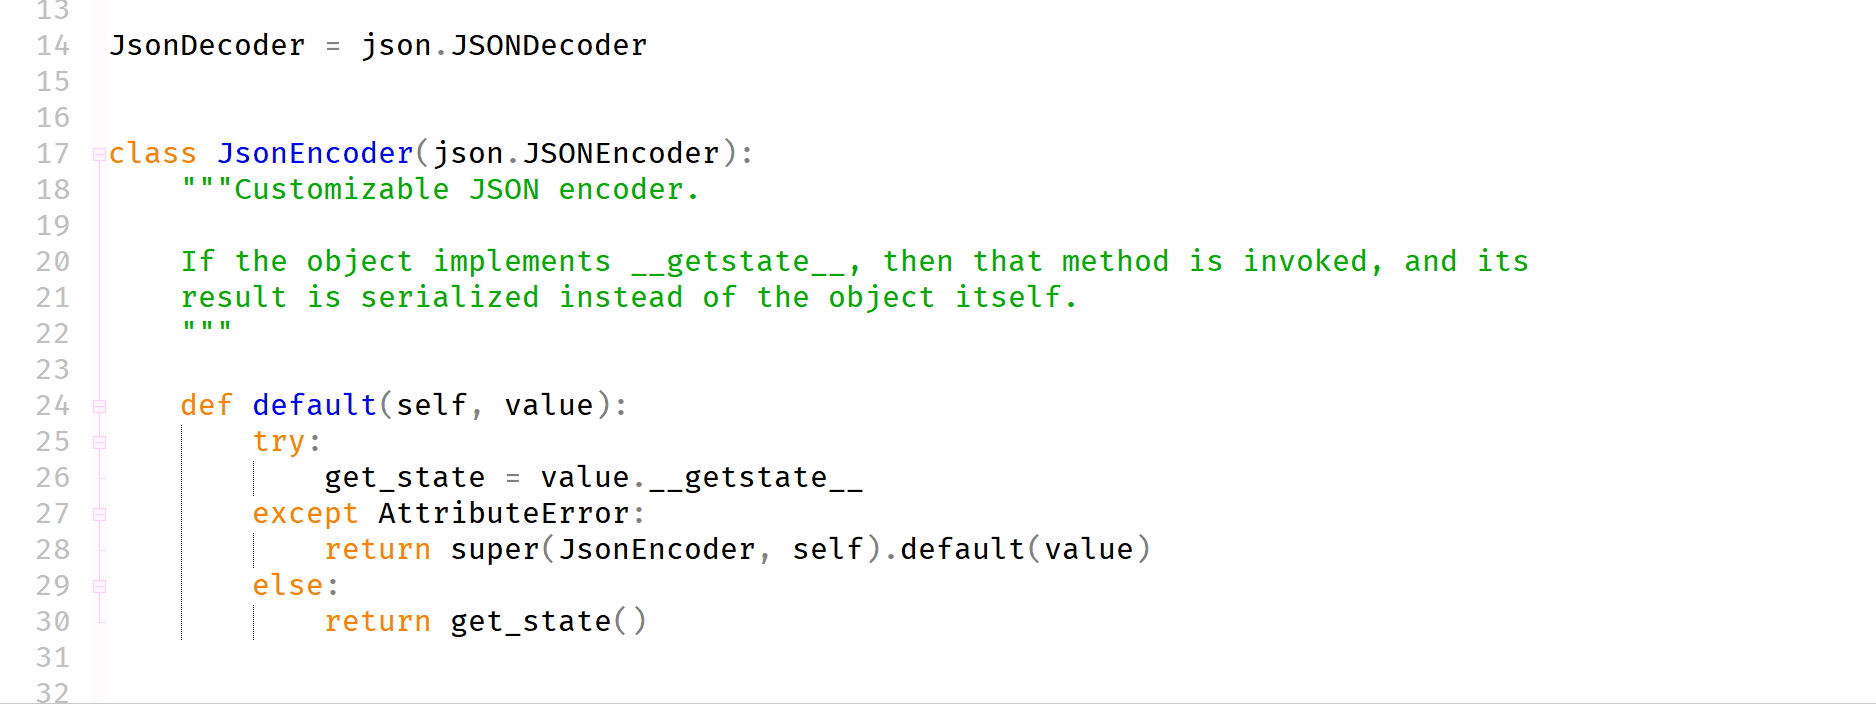 13
14 JsonDecoder = json.JSONDecoder
15
16
17 class JsonEncoder(json.JSONEncoder):
18     """Customizable JSON encoder.
19
20     If the object implements __getstate__, then that method is invoked, and its
21     result is serialized instead of the object itself.
22     """
23
24     def default(self, value):
25         try:
26             get_state = value.__getstate__
27         except AttributeError:
28             return super(JsonEncoder, self).default(value)
29         else:
30             return get_state()
31
32